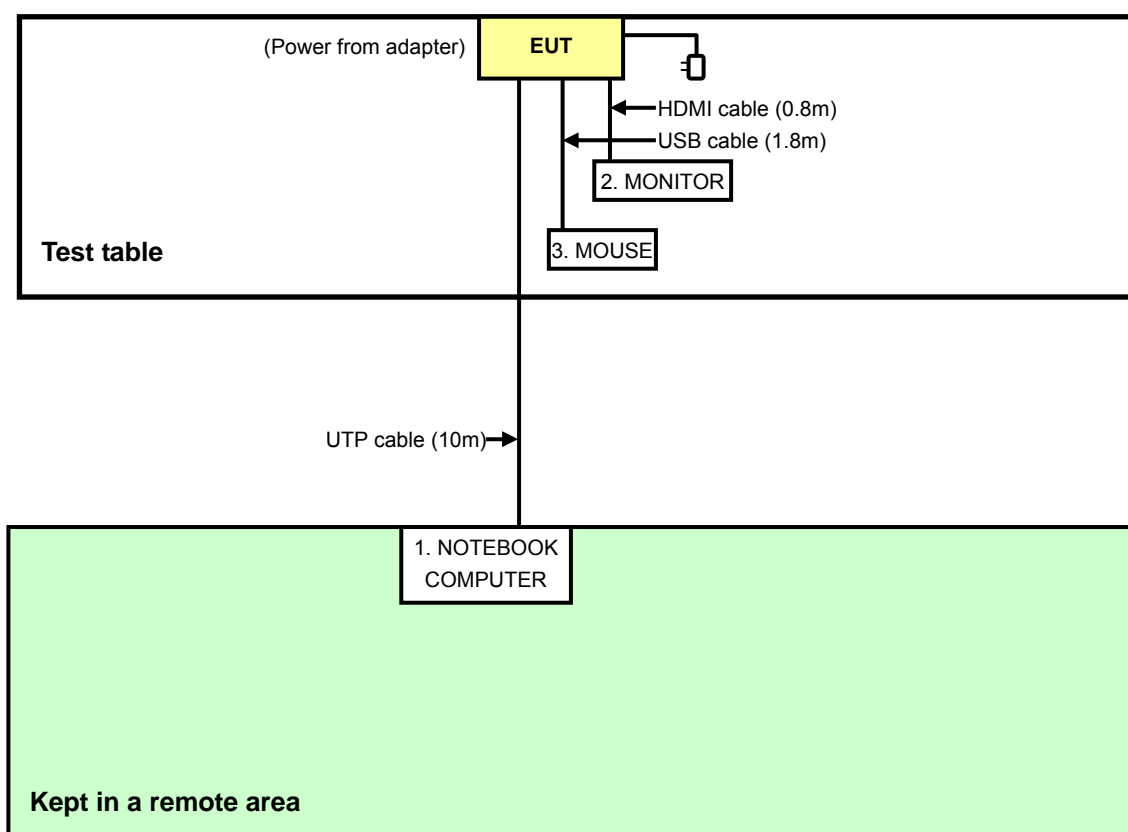 (Power from adapter)
EUT
HDMI cable (0.8m)
USB cable (1.8m)
2. MONITOR
3. MOUSE
Test table
UTP cable (10m)
1. NOTEBOOK
COMPUTER
Kept in a remote area